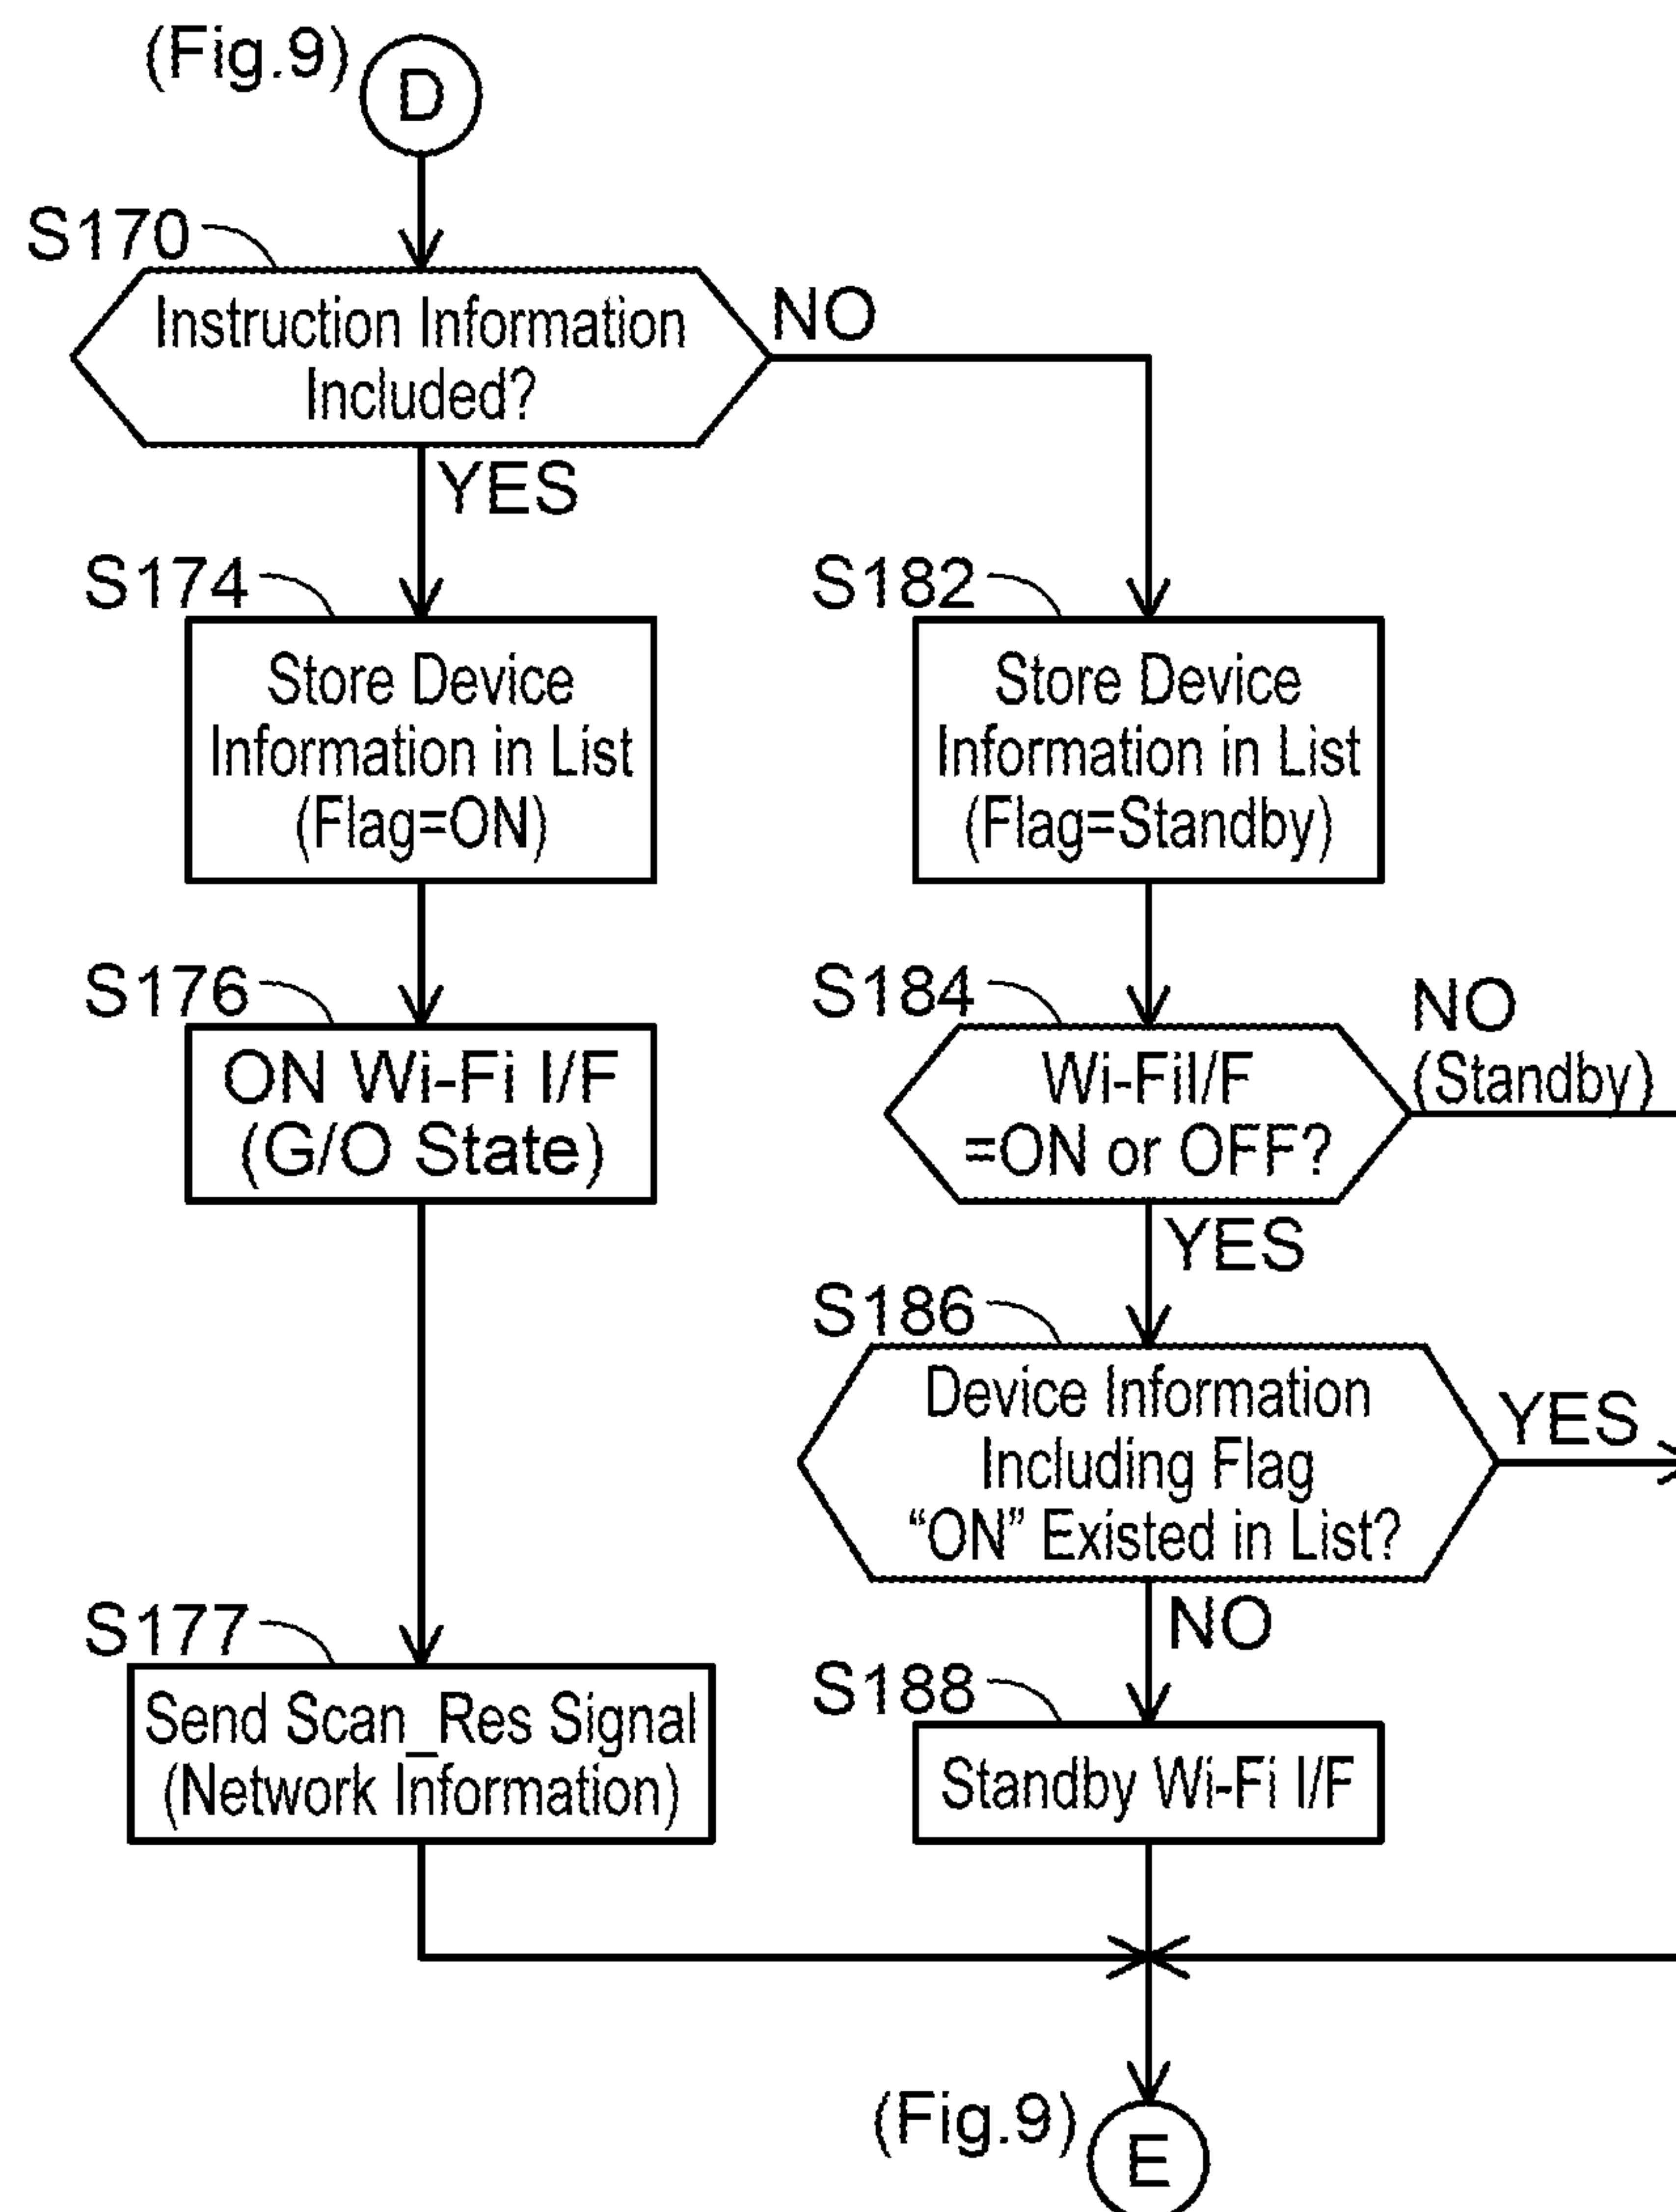 (Fig.9)
D
S170
Instruction Information
Included?
NO
YES
S174
Store Device
Information in List
(Flag=ON)
S182
Store Device
Information in List
(Flag=Standby)
S176
ON Wi-Fi I/F
(G/O State)
S184
Wi-FiI/F
=ON or OFF?
NO
(Standby)
YES
S186
Device Information
Including Flag
“ON” Existed in List?
YES
NO
S177
Send Scan_Res Signal
(Network Information)
S188
Standby Wi-Fi I/F
(Fig.9)
E